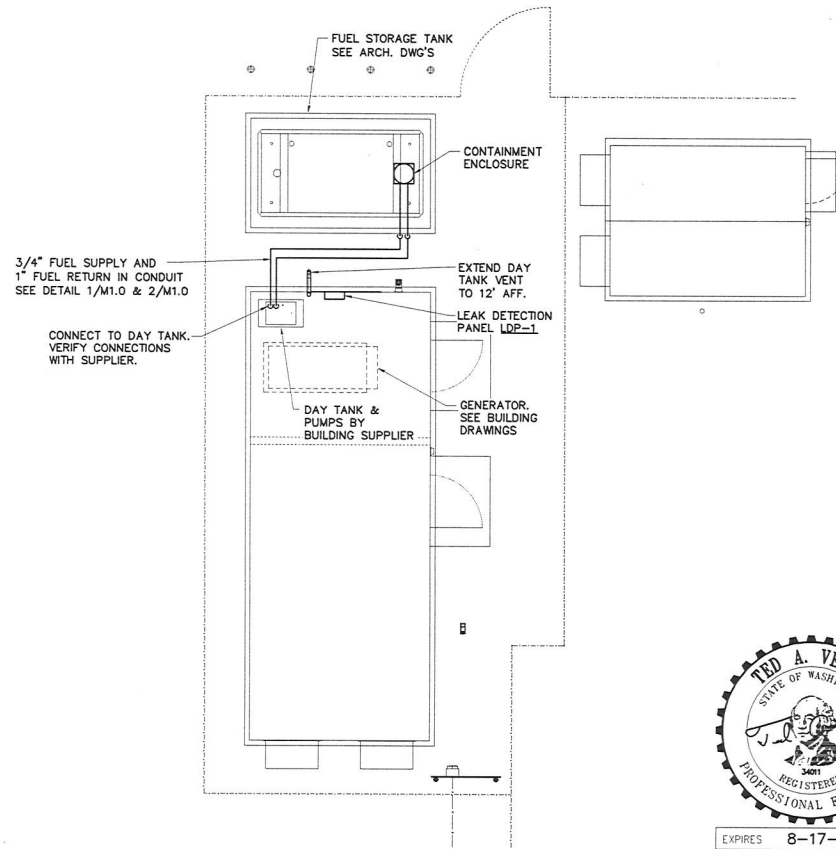 FUEL STORAGE TANK
SEE ARCH. DWG'S
CONTAINMENT
ENCLOSURE
3/4" FUEL SUPPLY AND
1" FUEL RETURN IN CONDUIT
SEE DETAIL 1/M1.0 & 2/M1.0
EXTEND DAY
TANK VENT
TO 12' AFF.
LEAK DETECTION
PANEL LDP-1
CONNECT TO DAY TANK.
VERIFY CONNECTIONS
WITH SUPPLIER.
DAY TANK &
PUMPS BY
BUILDING SUPPLIER
GENERATOR.
SEE BUILDING
DRAWINGS
TED A.
STATE OF
34011
REGISTERE
PROFESSIONAL
EXPIRES 8-17-